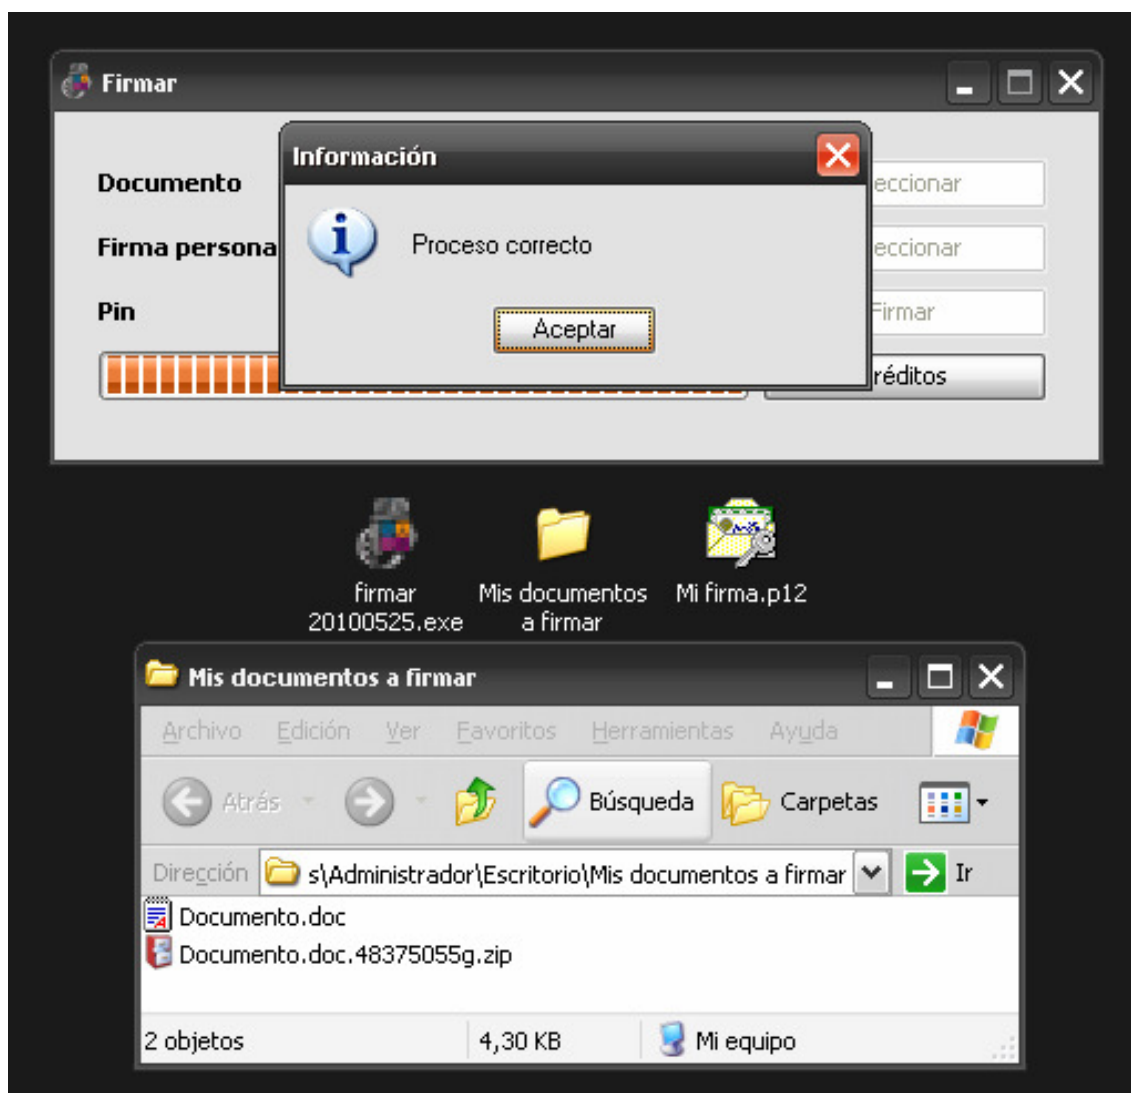 Firmar
Información
Documento
eccionar
Proceso correcto
Firma persona
eccionar
Pin
Firmar
Aceptar
réditos
firmar
20100525.exe
Mis documentos
a firmar
Mi firma.p12
Mis documentos a firmar
Archivo Edición Ver Favoritos Herramientas Ayuda
Atrás Búsqueda Carpetas
Dirección s\Administrador\Escritorio\Mis documentos a firmar Ir
Documento.doc
Documento.doc.48375055g.zip
2 objetos 4,30 KB Mi equipo